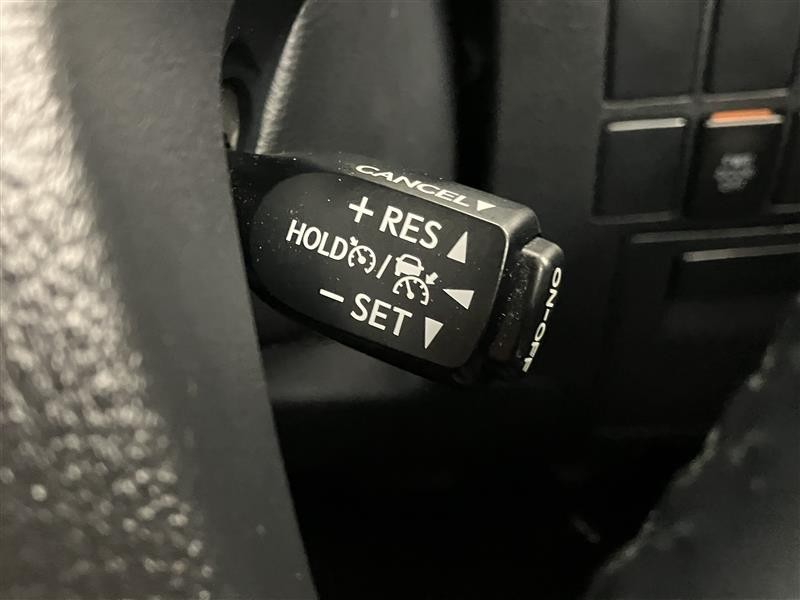 CANCEL▼
+ RES ▲
HOLD / ◀
− SET ▼
ON-OFF